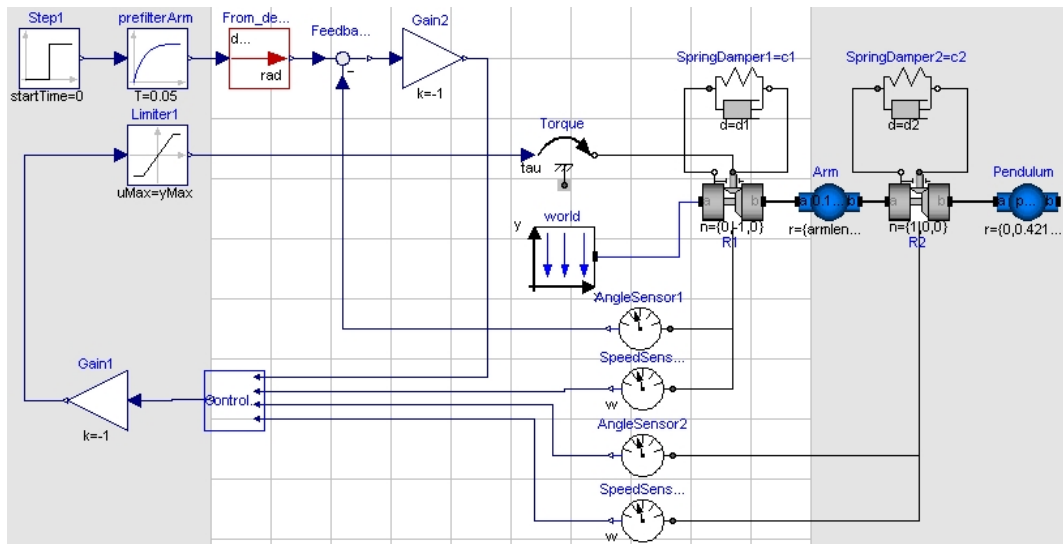 Step1
prefilterArm
From_de...
Feedba...
Gain2
SpringDamper1=c1
SpringDamper2=c2
d...
rad
-
startTime=0
T=0.05
k=-1
d=d1
d=d2
Limiter1
Torque
tau
uMax=yMax
Arm
Pendulum
a
b
a 0.1... b
a
b
a p... b
world
y
x
n={0,-1,0}
R1
r={armlen...
n={1,0,0}
R2
r={0,0.421...
AngleSensor1
Gain1
SpeedSens...
w
Control...
k=-1
AngleSensor2
SpeedSens...
w